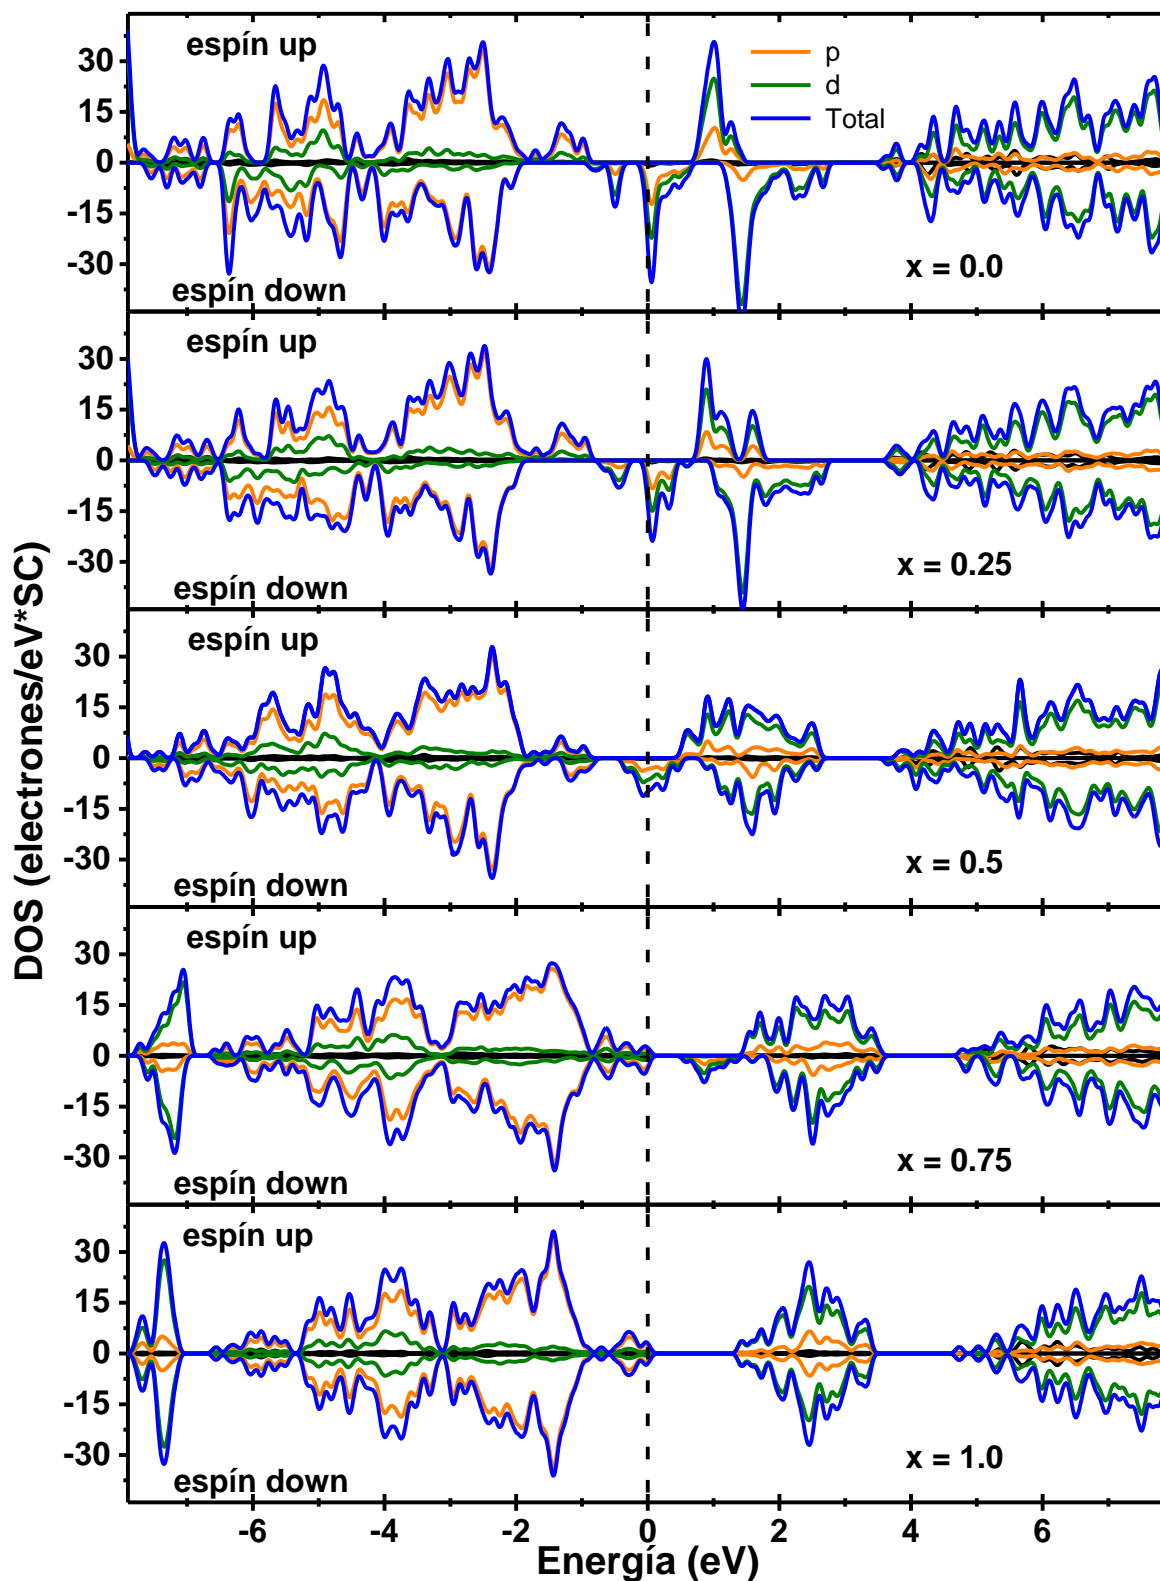 espín up
p
d
Total
30
15
0
-15
-30
espín down
x = 0.0
espín up
30
15
0
-15
-30
espín down
x = 0.25
espín up
30
15
0
-15
-30
espín down
x = 0.5
espín up
30
15
0
-15
-30
espín down
x = 0.75
espín up
30
15
0
-15
-30
espín down
x = 1.0
DOS (electrones/eV*SC)
-6 -4 -2 0 2 4 6
Energía (eV)